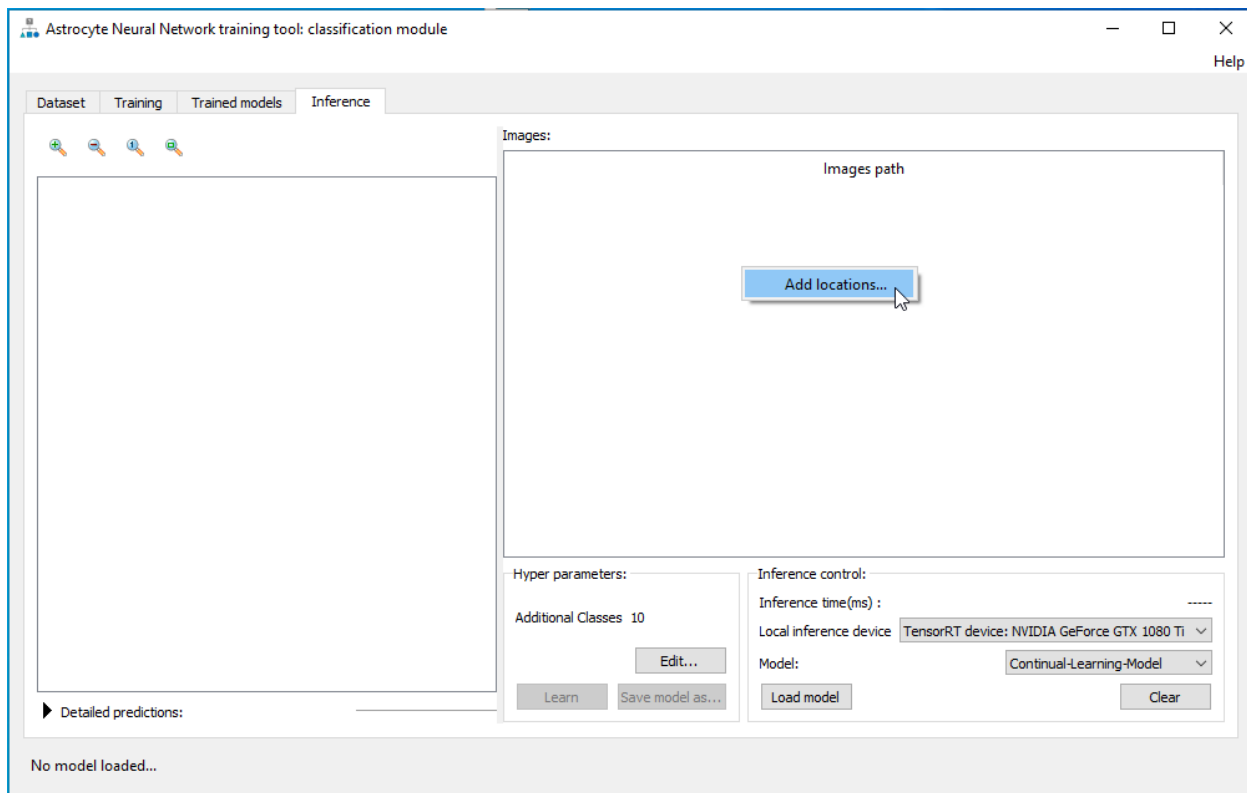 Astrocyte Neural Network training tool: classification module
Help
Dataset Training Trained models Inference
Images:
Images path
Add locations...
Detailed predictions:
Hyper parameters:
Additional Classes 10
Edit...
Learn Save model as...
Inference control:
Inference time(ms) : -----
Local inference device TensorRT device: NVIDIA GeForce GTX 1080 Ti
Model: Continual-Learning-Model
Load model Clear
No model loaded...